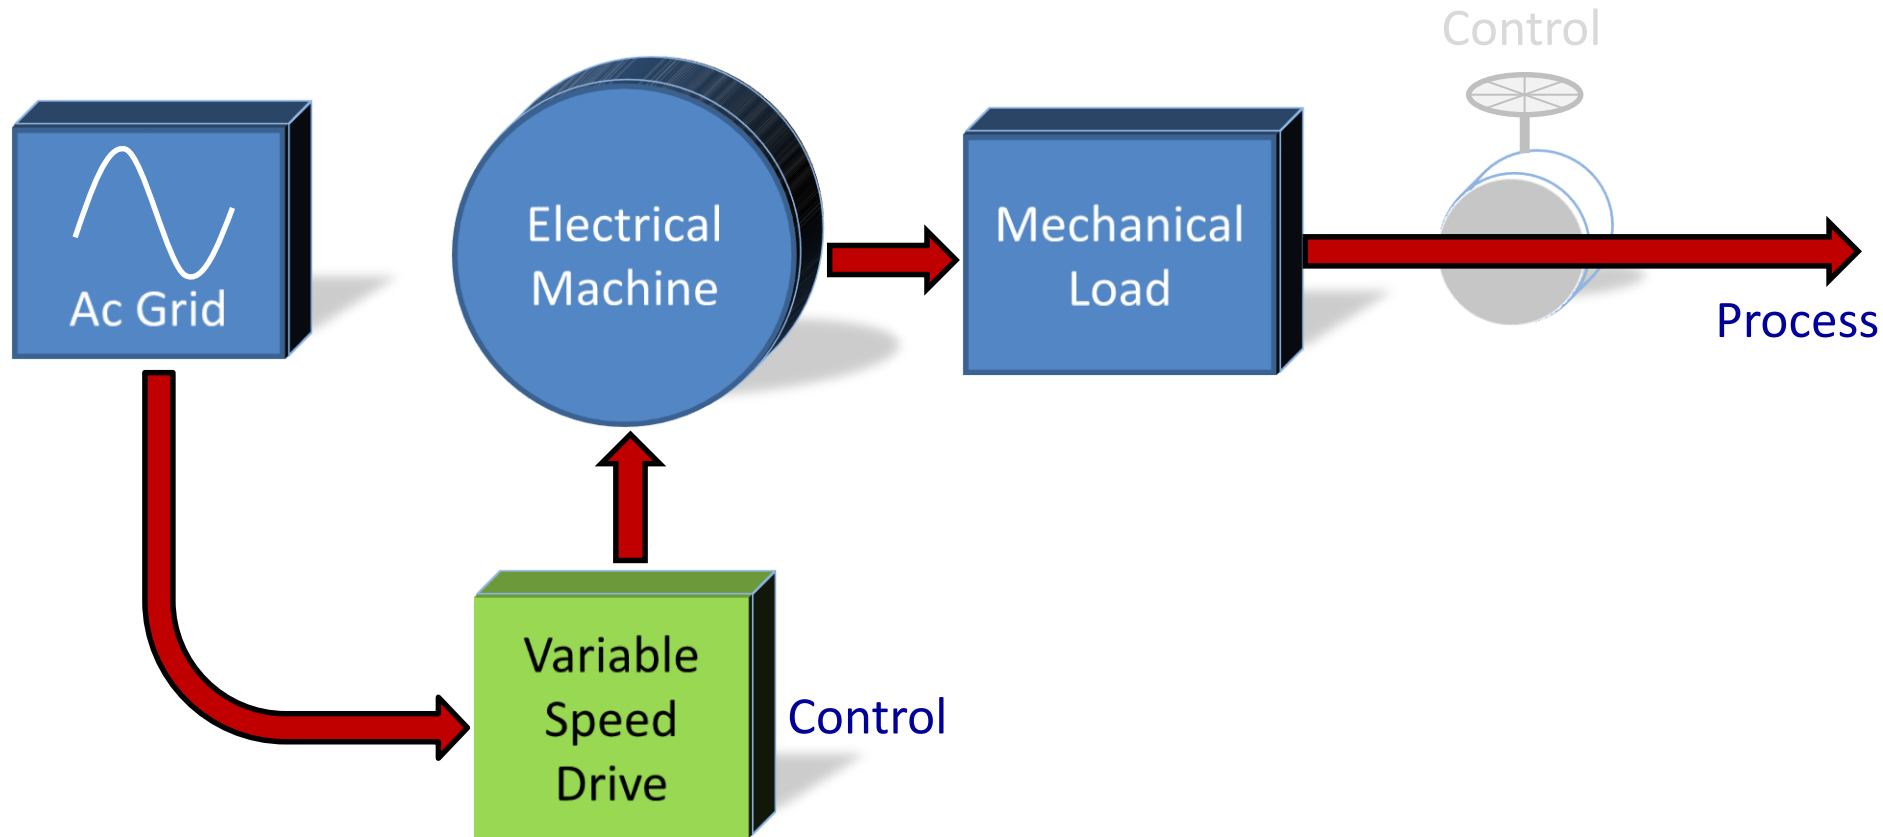 Control
Ac Grid
Electrical
Machine
Mechanical
Load
Process
Variable
Speed
Drive
Control